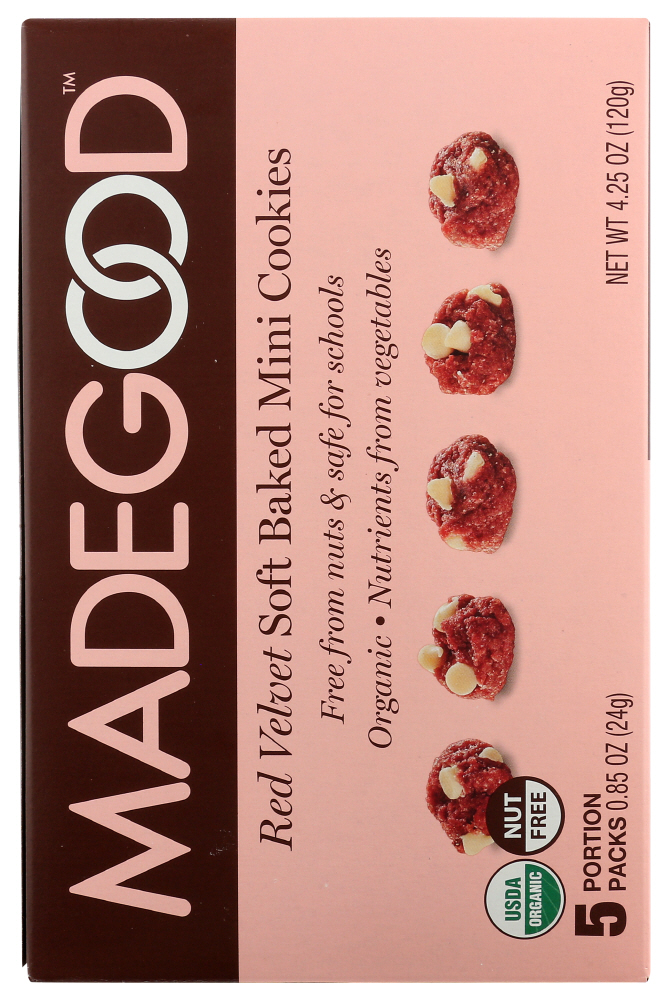 MADEGOOD™
Red Velvet Soft Baked Mini Cookies
Free from nuts & safe for schools
Organic • Nutrients from vegetables
USDA
ORGANIC
NUT
FREE
5 PORTION
PACKS 0.85 OZ (24g)
NET WT 4.25 OZ (120g)